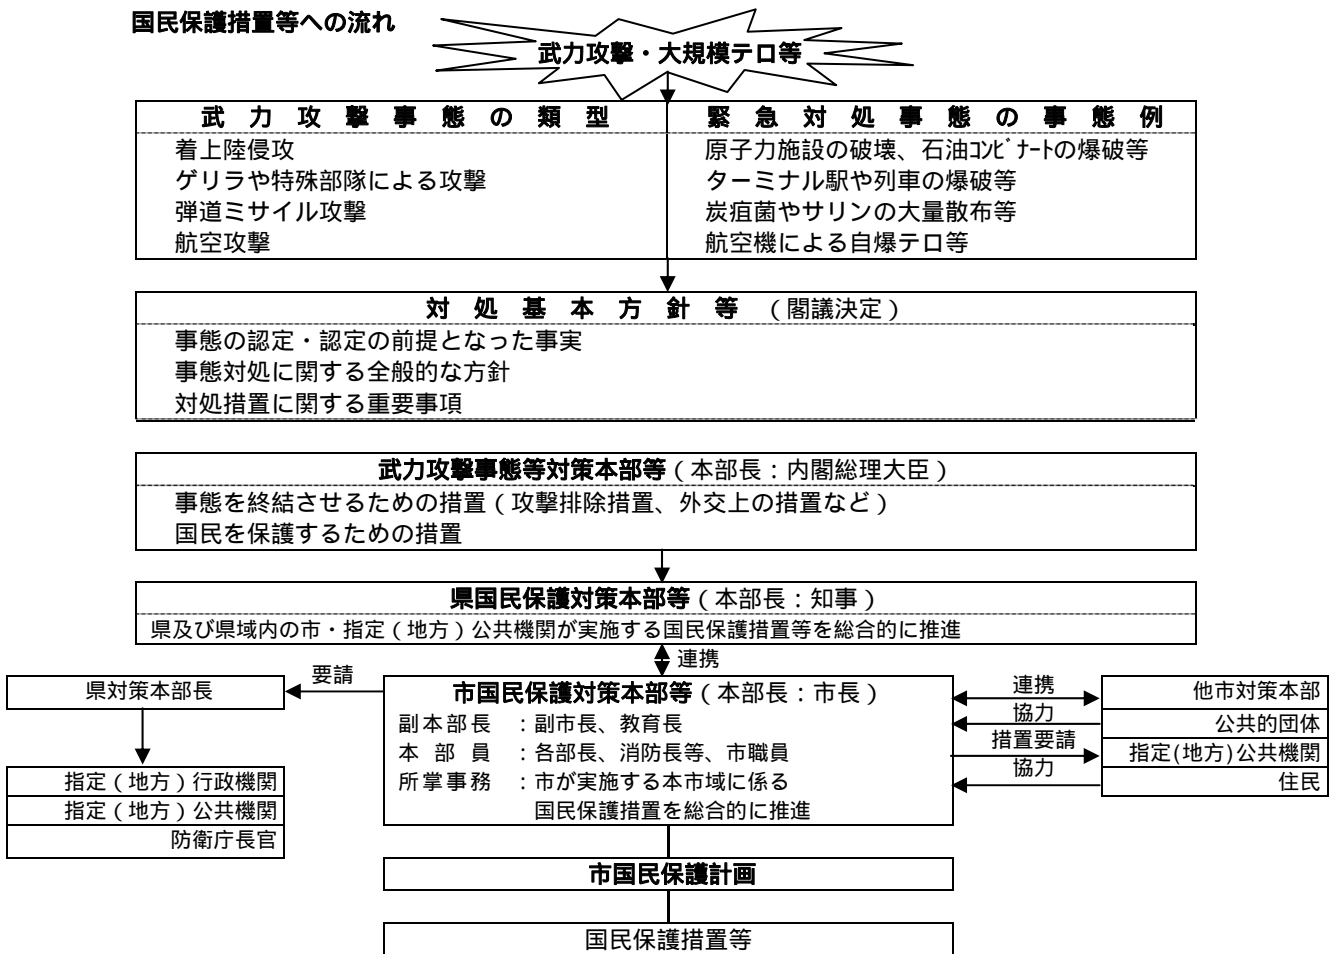 国民保護措置等への流れ
武力攻撃・大規模テロ等
武力攻撃事態の類型
着上陸侵攻
ゲリラや特殊部隊による攻撃
弾道ミサイル攻撃
航空攻撃
緊急対処事態の事態例
原子力施設の破壊、石油ｺﾝﾋﾞﾅｰﾄの爆破等
ターミナル駅や列車の爆破等
炭疽菌やサリンの大量散布等
航空機による自爆テロ等
対処基本方針等（閣議決定）
事態の認定・認定の前提となった事実
事態対処に関する全般的な方針
対処措置に関する重要事項
武力攻撃事態等対策本部等（本部長：内閣総理大臣）
事態を終結させるための措置（攻撃排除措置、外交上の措置など）
国民を保護するための措置
県国民保護対策本部等（本部長：知事）
県及び県域内の市・指定（地方）公共機関が実施する国民保護措置等を総合的に推進
連携
要請
県対策本部長
指定（地方）行政機関
指定（地方）公共機関
防衛庁長官
市国民保護対策本部等（本部長：市長）
副本部長　：副市長、教育長
本　部　員　：各部長、消防長等、市職員
所掌事務　：市が実施する本市域に係る
国民保護措置を総合的に推進
連携
協力
措置要請
協力
他市対策本部
公共的団体
指定(地方)公共機関
住民
市国民保護計画
国民保護措置等